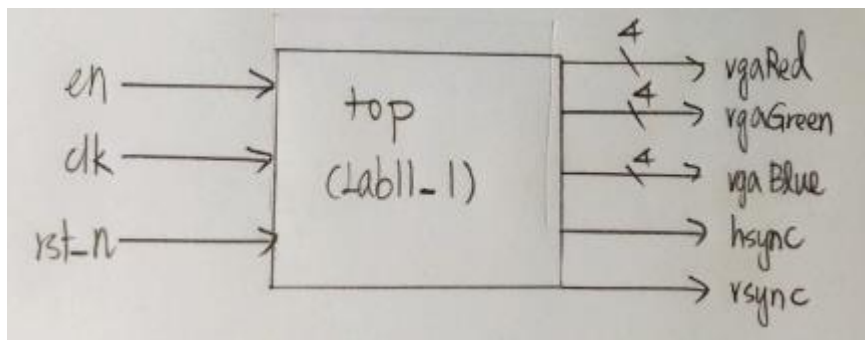 en
clk
rst_n
top
(Lab11_1)
4
vgaRed
4
vgaGreen
4
vgaBlue
hsync
vsync